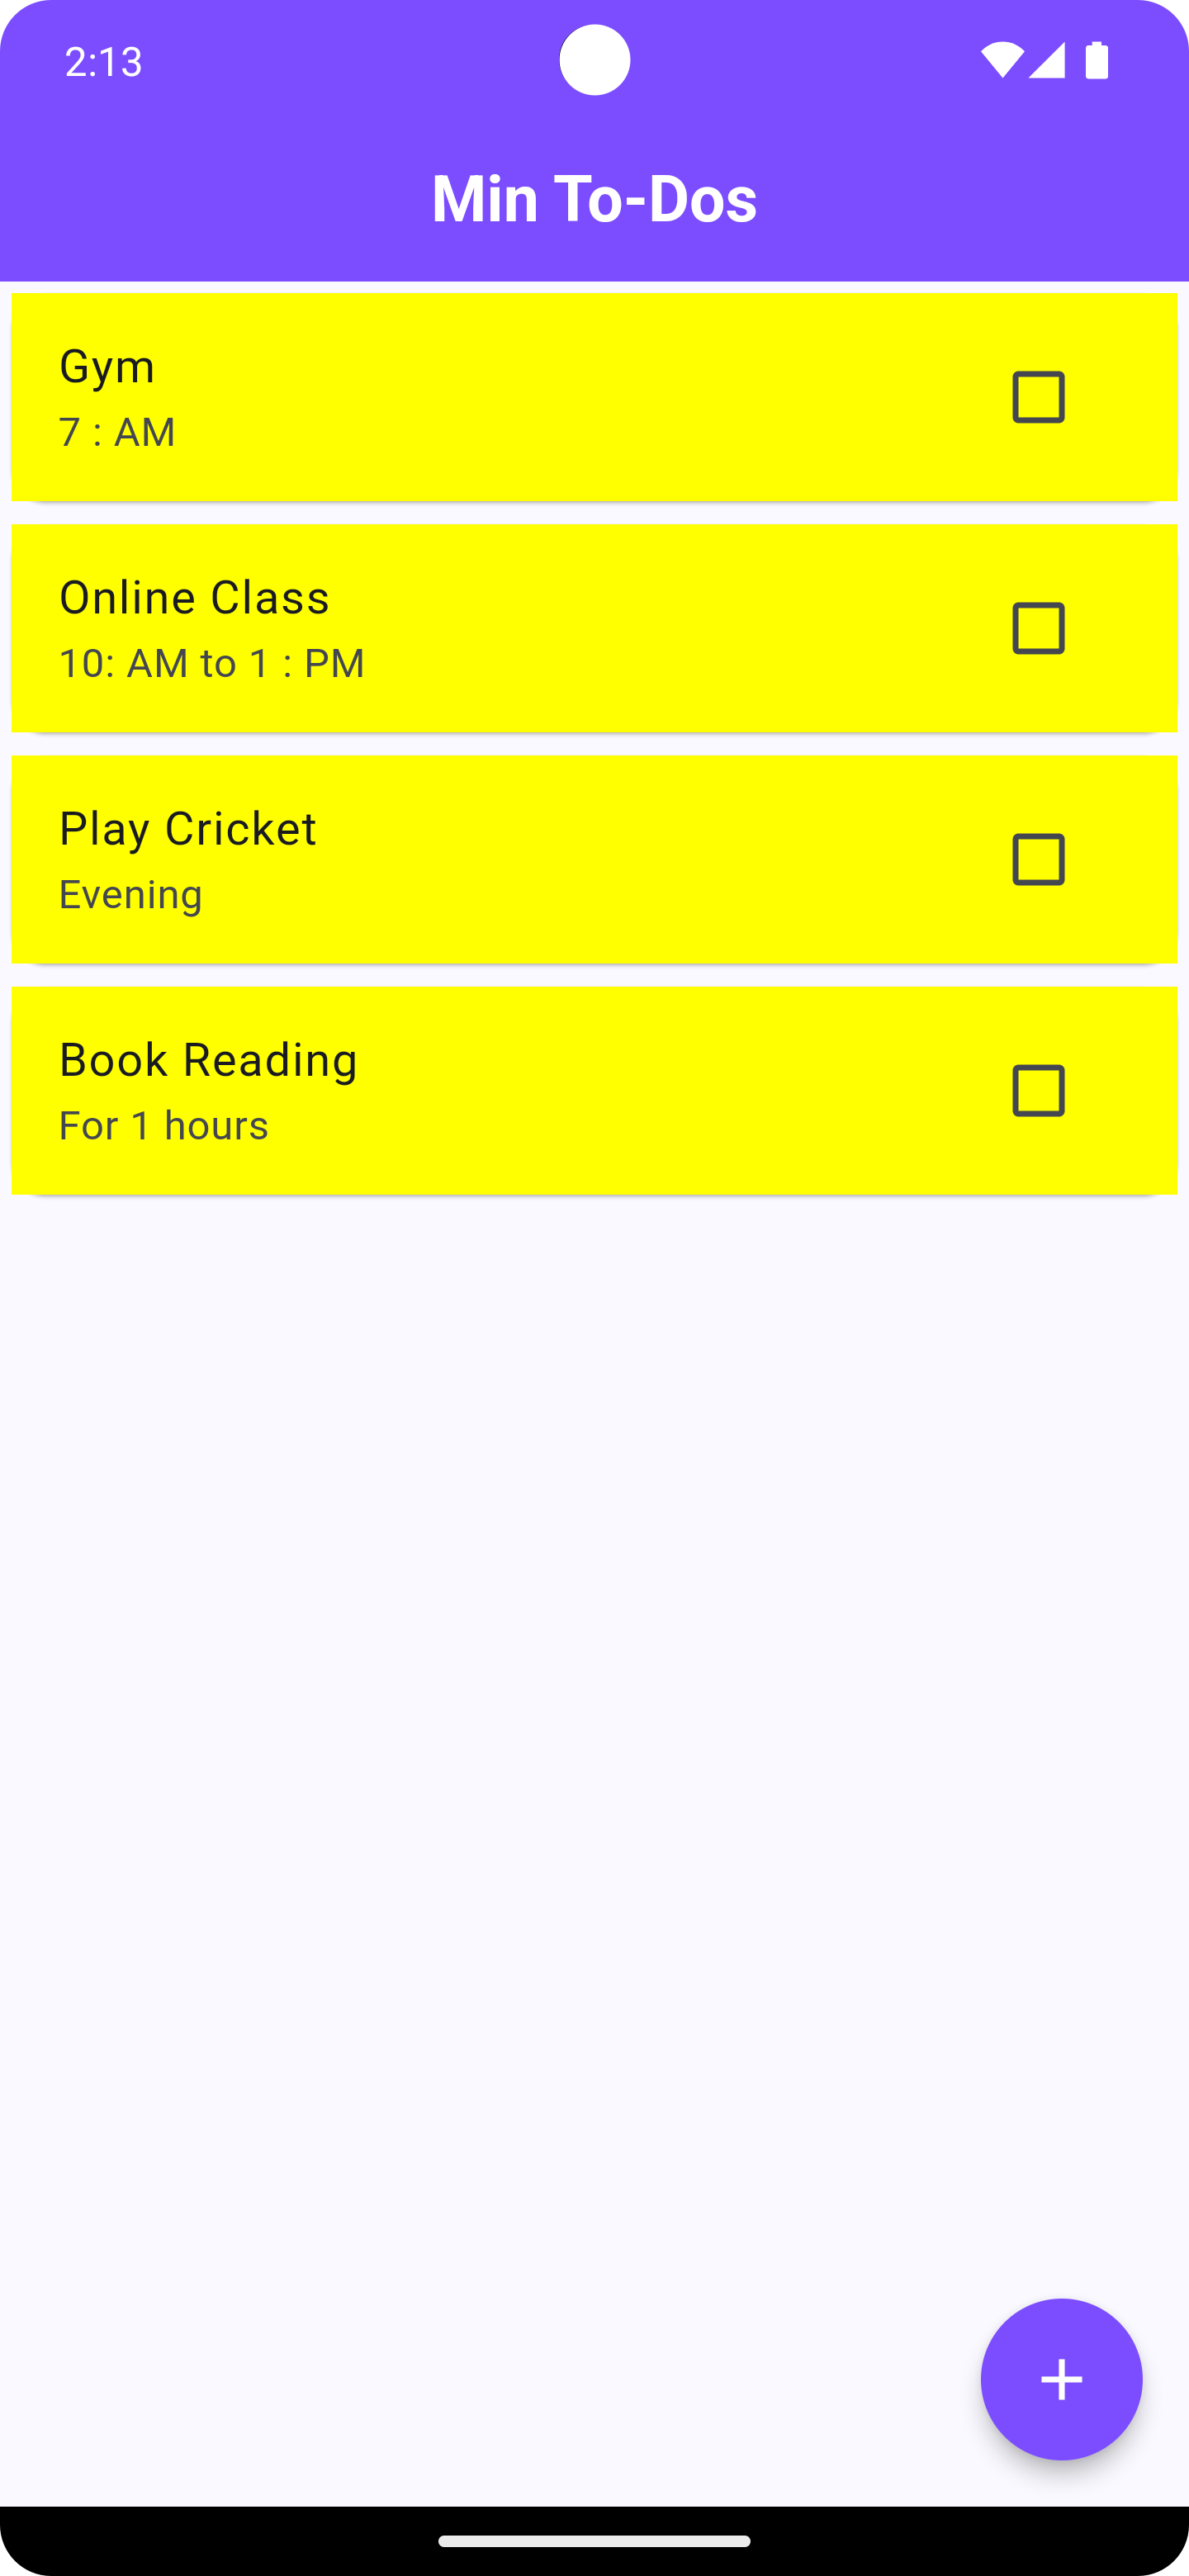 2:13
Min To-Dos
Gym
7 : AM
Online Class
10: AM to 1 : PM
Play Cricket
Evening
Book Reading
For 1 hours